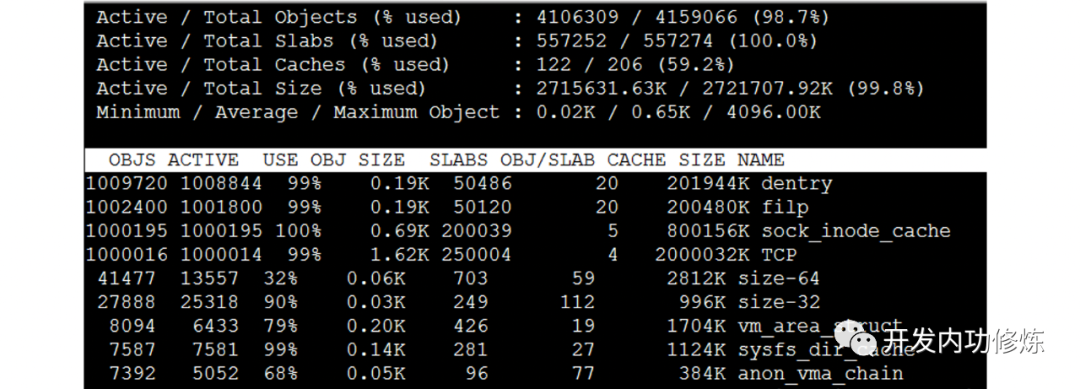 Active / Total Objects (% used) : 4106309 / 4159066 (98.7%)
Active / Total Slabs (% used) : 557252 / 557274 (100.0%)
Active / Total Caches (% used) : 122 / 206 (59.2%)
Active / Total Size (% used) : 2715631.63K / 2721707.92K (99.8%)
Minimum / Average / Maximum Object : 0.02K / 0.65K / 4096.00K
OBJS ACTIVE USE OBJ SIZE SLABS OBJ/SLAB CACHE SIZE NAME
1009720 1008844 99% 0.19K 50486 20 201944K dentry
1002400 1001800 99% 0.19K 50120 20 200480K filp
1000195 1000195 100% 0.69K 200039 5 800156K sock_inode_cache
1000016 1000014 99% 1.62K 250004 4 2000032K TCP
41477 13557 32% 0.06K 703 59 2812K size-64
27888 25318 90% 0.03K 249 112 996K size-32
8094 6433 79% 0.20K 426 19 1704K vm_area_struct
7587 7581 99% 0.14K 281 27 1124K sysfs_dir_cache
7392 5052 68% 0.05K 96 77 384K anon_vma_chain
开发内功修炼